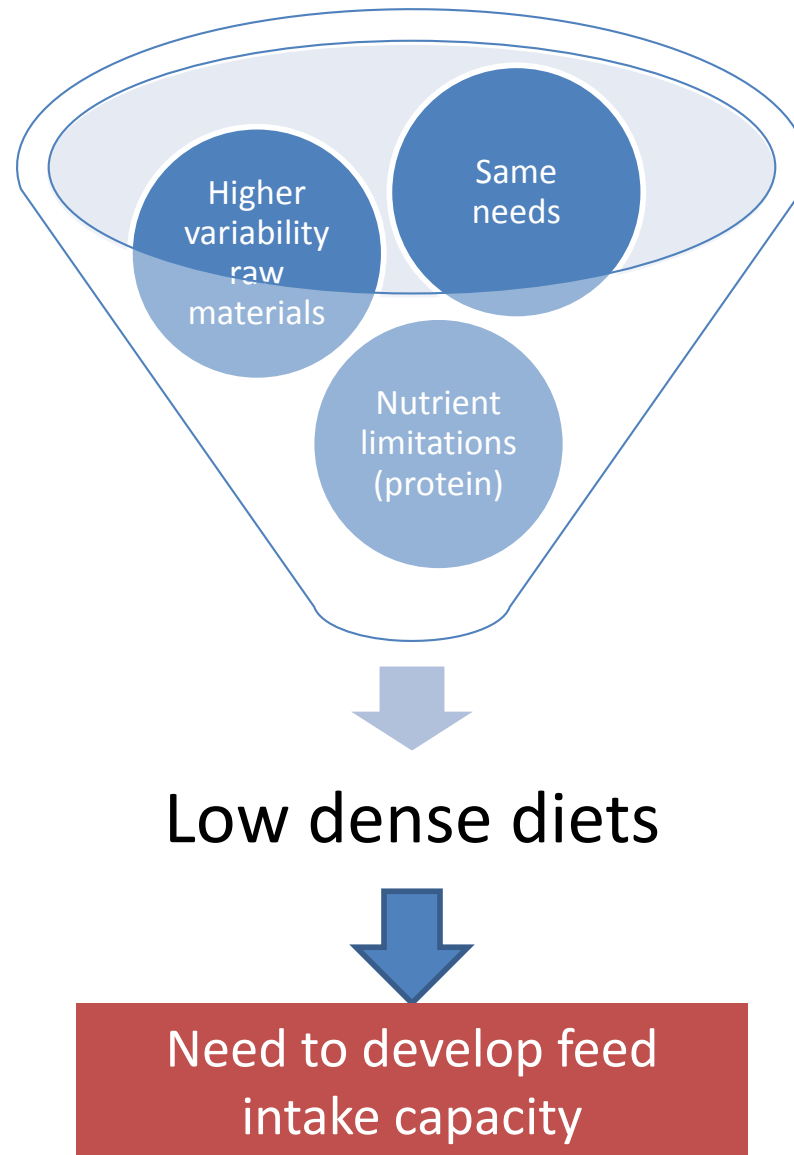 Higher
variability
raw
materials
Same
needs
Nutrient
limitations
(protein)
Low dense diets
Need to develop feed
intake capacity